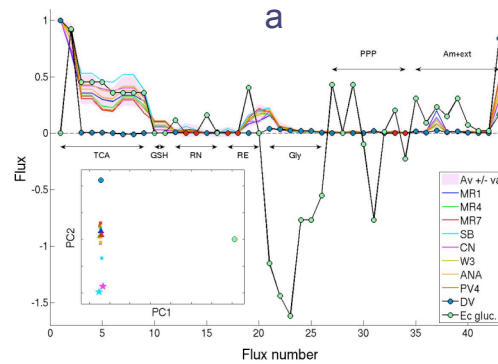 a
1
0.5
0
-0.5
-1
-1.5
Flux
PPP
Am+ext
TCA
GSH
RN
RE
Gly
PC2
PC1
Av +/- va
MR1
MR4
MR7
SB
CN
W3
ANA
PV4
DV
Ec gluc.
0 5 10 15 20 25 30 35 40
Flux number